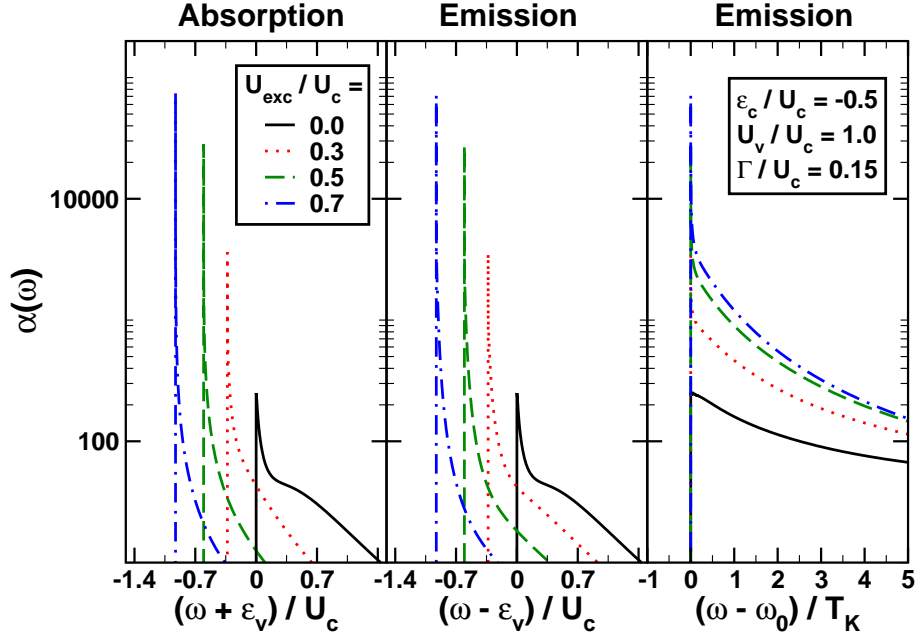 Absorption Emission Emission
U_exc / U_c =
0.0
0.3
0.5
0.7
ε_c / U_c = -0.5
U_v / U_c = 1.0
Γ / U_c = 0.15
10000
100
α(ω)
-1.4 -0.7 0 0.7 -1.4 -0.7 0 0.7 -1 0 1 2 3 4 5
(ω + ε_v) / U_c (ω - ε_v) / U_c (ω - ω_0) / T_K